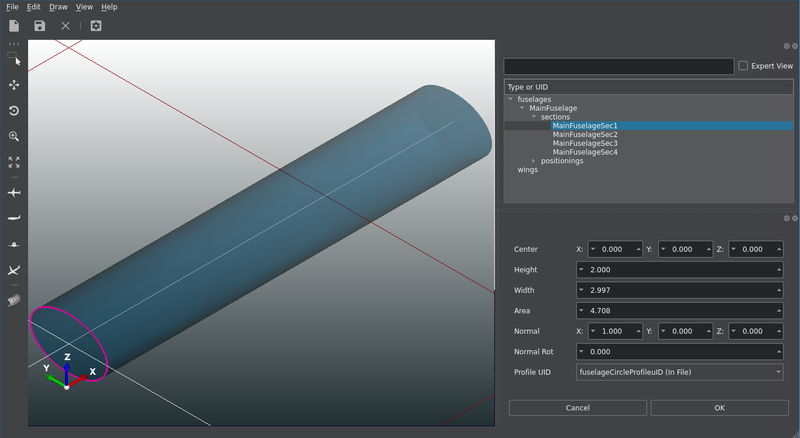 File Edit Draw View Help
Expert View
Type or UID
fuselages
MainFuselage
sections
MainFuselageSec1
MainFuselageSec2
MainFuselageSec3
MainFuselageSec4
positionings
wings
Center X: 0.000 Y: 0.000 Z: 0.000
Height 2.000
Width 2.997
Area 4.708
Normal X: 1.000 Y: 0.000 Z: 0.000
Normal Rot 0.000
Profile UID fuselageCircleProfileuID (In File)
Cancel OK
Z
Y
X